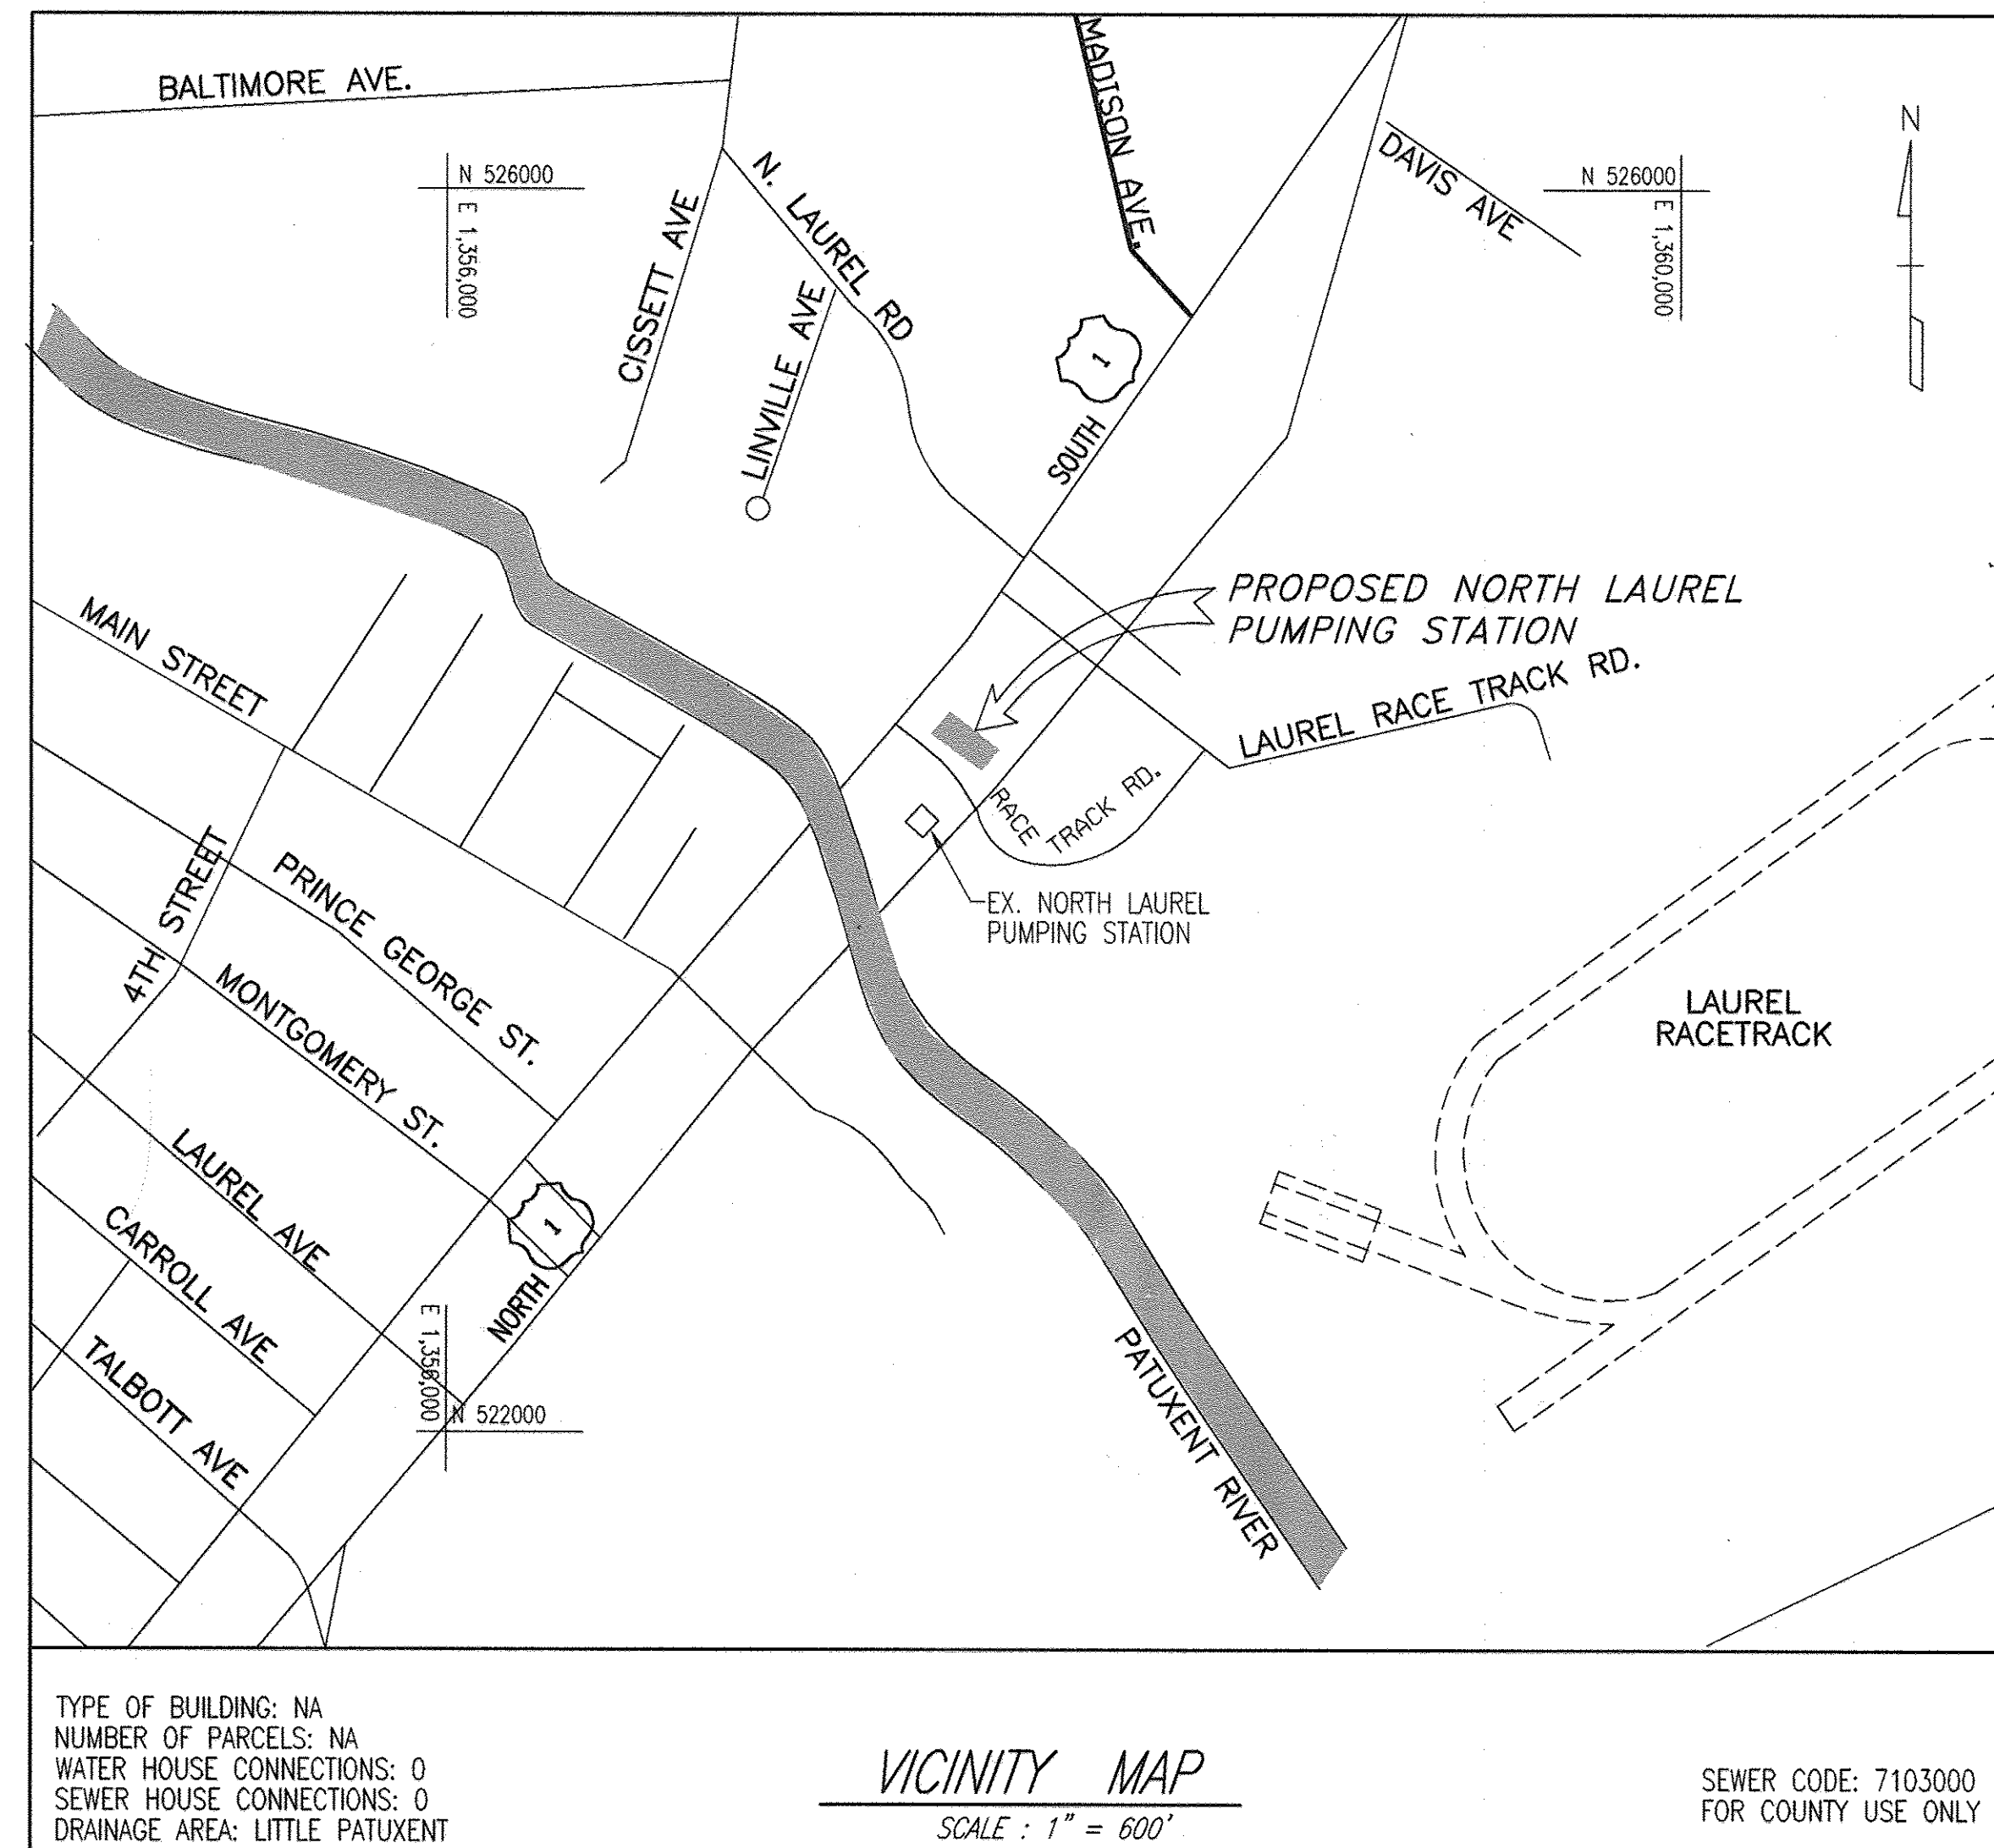 BALTIMORE AVE.
MADISON AVE.
N
DAVIS AVE
N 526000
E 1,356,000
N 526000
E 1,360,000
CISSETT AVE
N. LAUREL RD
LINVILLE AVE
1
SOUTH
PROPOSED NORTH LAUREL
PUMPING STATION
MAIN STREET
LAUREL RACE TRACK RD.
RACE TRACK RD.
EX. NORTH LAUREL
PUMPING STATION
4TH STREET
PRINCE GEORGE ST.
MONTGOMERY ST.
LAUREL
RACETRACK
LAUREL AVE
1
NORTH
CARROLL AVE
TALBOTT AVE
E 1,356,000
N 522000
PATUXENT RIVER
TYPE OF BUILDING: NA
NUMBER OF PARCELS: NA
WATER HOUSE CONNECTIONS: 0
SEWER HOUSE CONNECTIONS: 0
DRAINAGE AREA: LITTLE PATUXENT
VICINITY MAP
SCALE : 1" = 600'
SEWER CODE: 7103000
FOR COUNTY USE ONLY